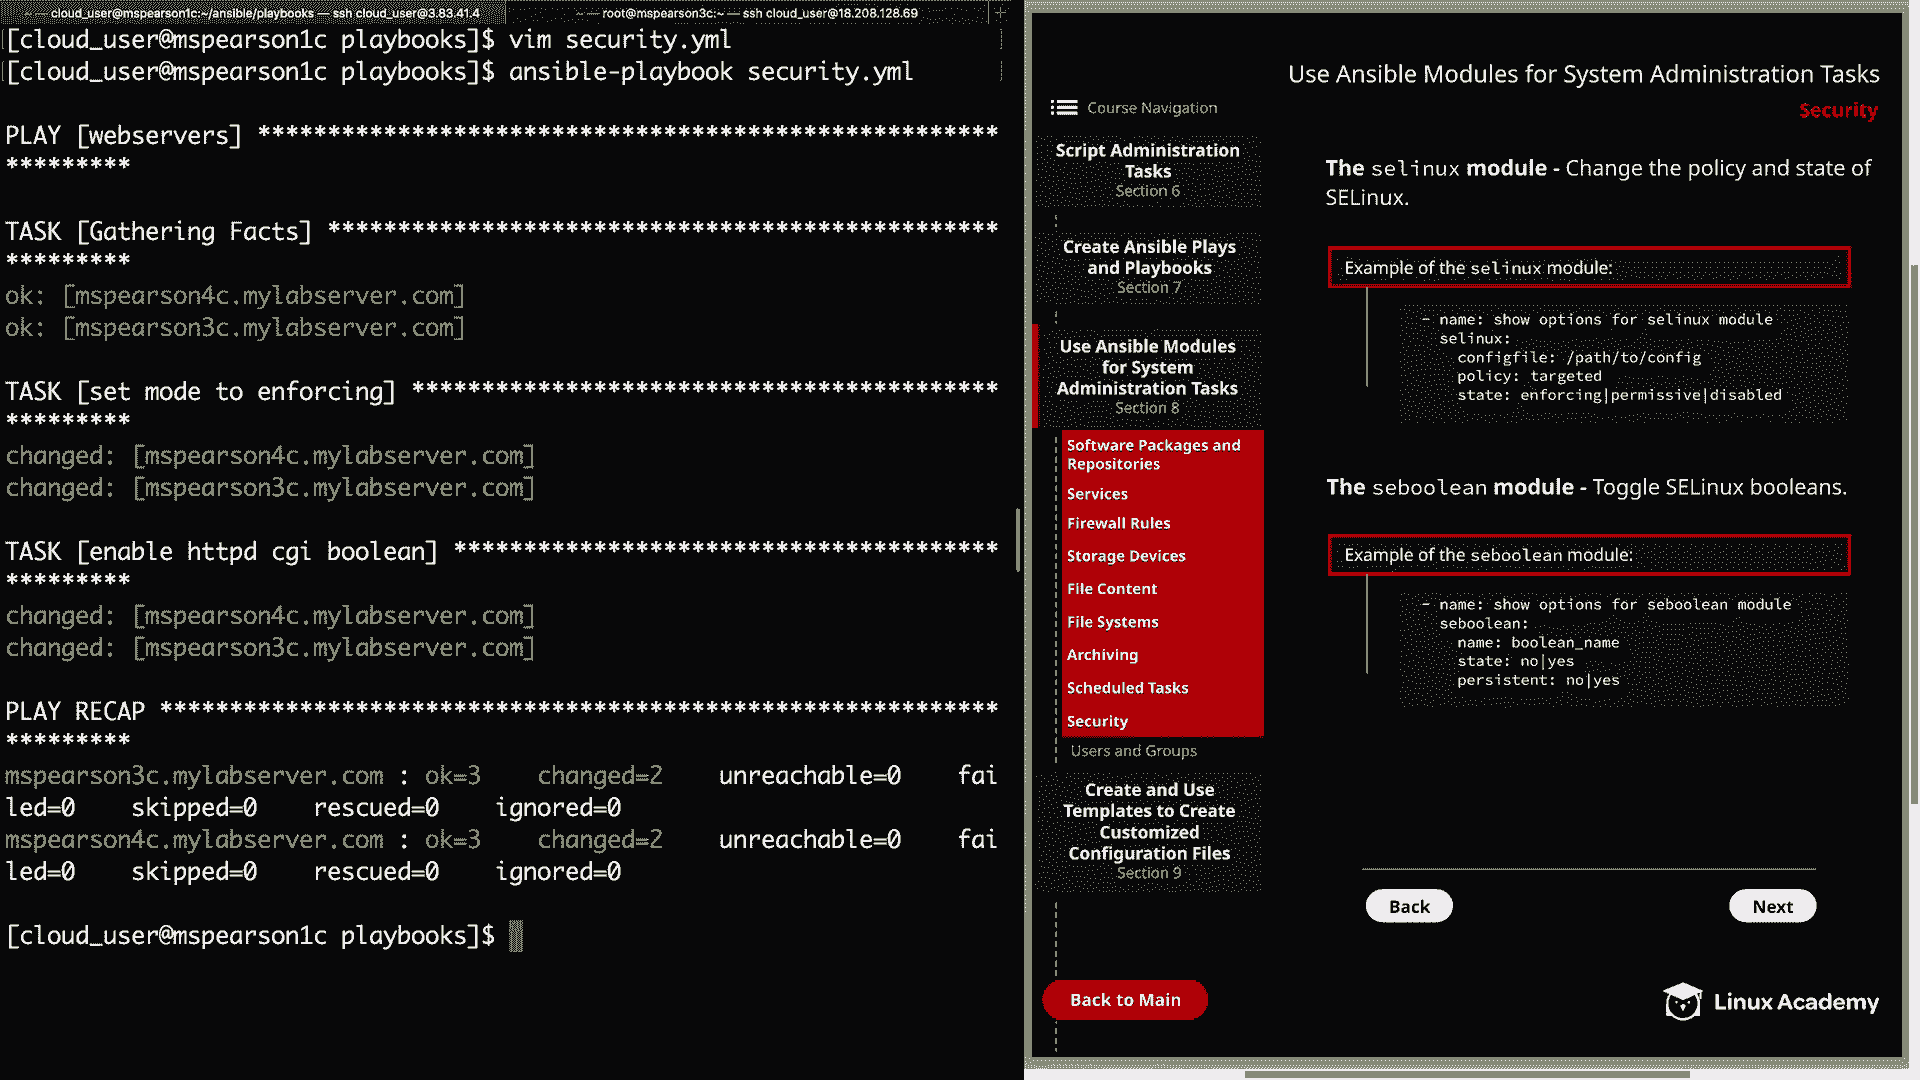 cloud_user@mspearson1c:~/ansible/playbooks — ssh cloud_user@3.83.41.4
root@mspearson3c:~ — ssh cloud_user@18.208.128.69
[cloud_user@mspearson1c playbooks]$ vim security.yml
[cloud_user@mspearson1c playbooks]$ ansible-playbook security.yml
PLAY [webservers] *****************************************************
*********
TASK [Gathering Facts] ************************************************
*********
ok: [mspearson4c.mylabserver.com]
ok: [mspearson3c.mylabserver.com]
TASK [set mode to enforcing] ******************************************
*********
changed: [mspearson4c.mylabserver.com]
changed: [mspearson3c.mylabserver.com]
TASK [enable httpd cgi boolean] ***************************************
*********
changed: [mspearson4c.mylabserver.com]
changed: [mspearson3c.mylabserver.com]
PLAY RECAP ************************************************************
*********
mspearson3c.mylabserver.com : ok=3    changed=2    unreachable=0    fai
led=0    skipped=0    rescued=0    ignored=0
mspearson4c.mylabserver.com : ok=3    changed=2    unreachable=0    fai
led=0    skipped=0    rescued=0    ignored=0
[cloud_user@mspearson1c playbooks]$
Use Ansible Modules for System Administration Tasks
Security
Course Navigation
Script Administration
Tasks
Section 6
Create Ansible Plays
and Playbooks
Section 7
Use Ansible Modules
for System
Administration Tasks
Section 8
Software Packages and
Repositories
Services
Firewall Rules
Storage Devices
File Content
File Systems
Archiving
Scheduled Tasks
Security
Users and Groups
Create and Use
Templates to Create
Customized
Configuration Files
Section 9
Back to Main
The selinux module - Change the policy and state of
SELinux.
Example of the selinux module:
- name: show options for selinux module
selinux:
configfile: /path/to/config
policy: targeted
state: enforcing|permissive|disabled
The seboolean module - Toggle SELinux booleans.
Example of the seboolean module:
- name: show options for seboolean module
seboolean:
name: boolean_name
state: no|yes
persistent: no|yes
Back
Next
Linux Academy